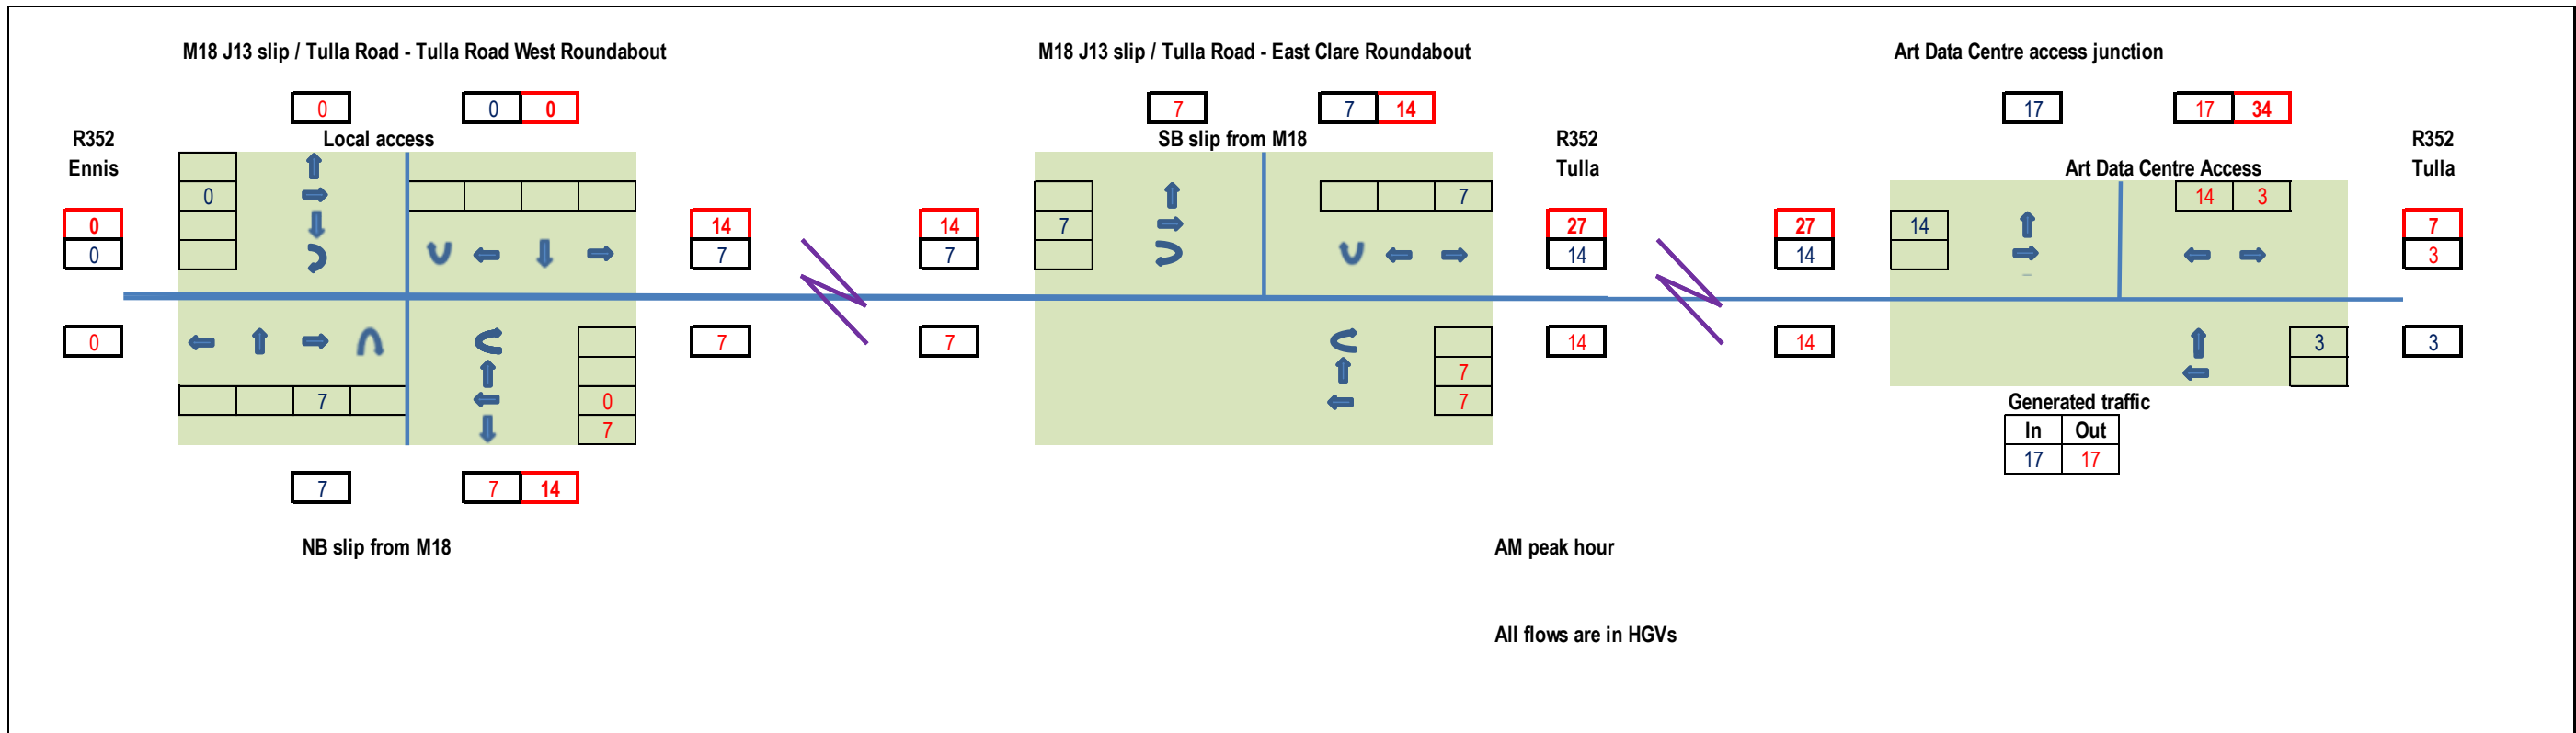 M18 J13 slip / Tulla Road - Tulla Road West Roundabout
M18 J13 slip / Tulla Road - East Clare Roundabout
Art Data Centre access junction
0 0 0 7 7 14 17 17 34
R352 Ennis
Local access
SB slip from M18
R352 Tulla
Art Data Centre Access
R352 Tulla
0 7 7 14 3
0 14 14 7 27 27 14 7
0 7 7 14 14 3
0 7 7 14 14 3 3
7 7
7 0 7
7
Generated traffic
In Out
17 17
7 7 14
NB slip from M18
AM peak hour
All flows are in HGVs